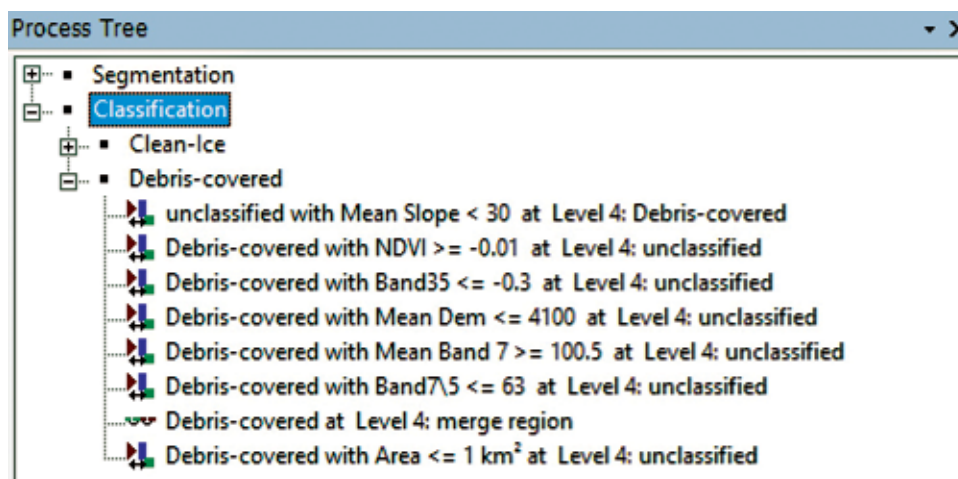 Process Tree
Segmentation
Classification
Clean-Ice
Debris-covered
unclassified with Mean Slope < 30 at Level 4: Debris-covered
Debris-covered with NDVI >= -0.01 at Level 4: unclassified
Debris-covered with Band35 <= -0.3 at Level 4: unclassified
Debris-covered with Mean Dem <= 4100 at Level 4: unclassified
Debris-covered with Mean Band 7 >= 100.5 at Level 4: unclassified
Debris-covered with Band7\5 <= 63 at Level 4: unclassified
Debris-covered at Level 4: merge region
Debris-covered with Area <= 1 km² at Level 4: unclassified